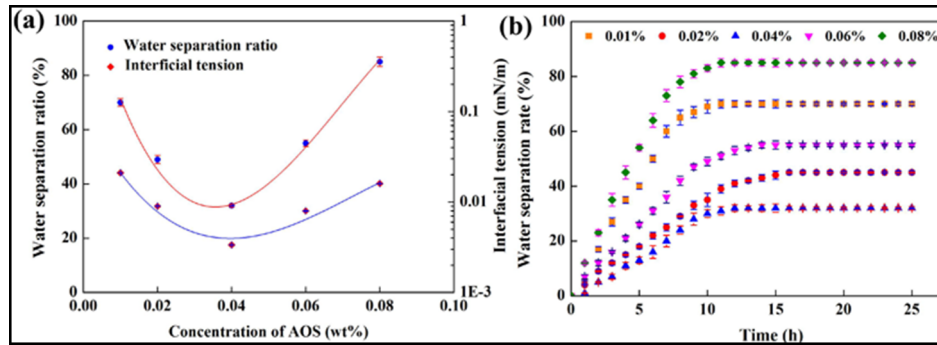 (a)
100
80
60
40
20
0
Water separation ratio (%)
Water separation ratio
Interfacial tension
1
0.1
0.01
1E-3
Interfacial tension (mN/m)
0.00 0.02 0.04 0.06 0.08 0.10
Concentration of AOS (wt%)
(b)
0.01% 0.02% 0.04% 0.06% 0.08%
100
80
60
40
20
0
Water separation rate (%)
0 5 10 15 20 25
Time (h)